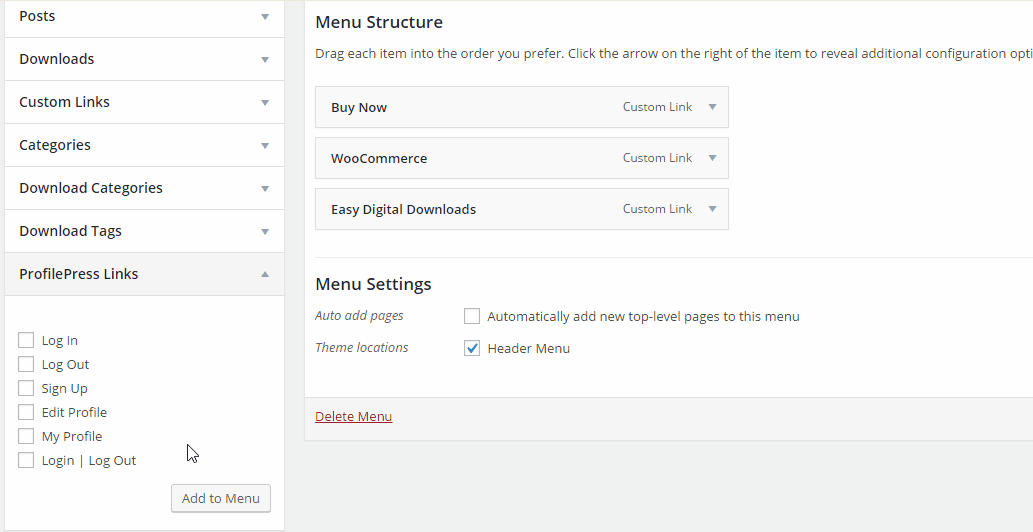 Posts
Downloads
Custom Links
Categories
Download Categories
Download Tags
ProfilePress Links
Log In
Log Out
Sign Up
Edit Profile
My Profile
Login | Log Out
Add to Menu
Menu Structure
Drag each item into the order you prefer. Click the arrow on the right of the item to reveal additional configuration opti
Buy Now Custom Link
WooCommerce Custom Link
Easy Digital Downloads Custom Link
Menu Settings
Auto add pages Automatically add new top-level pages to this menu
Theme locations Header Menu
Delete Menu